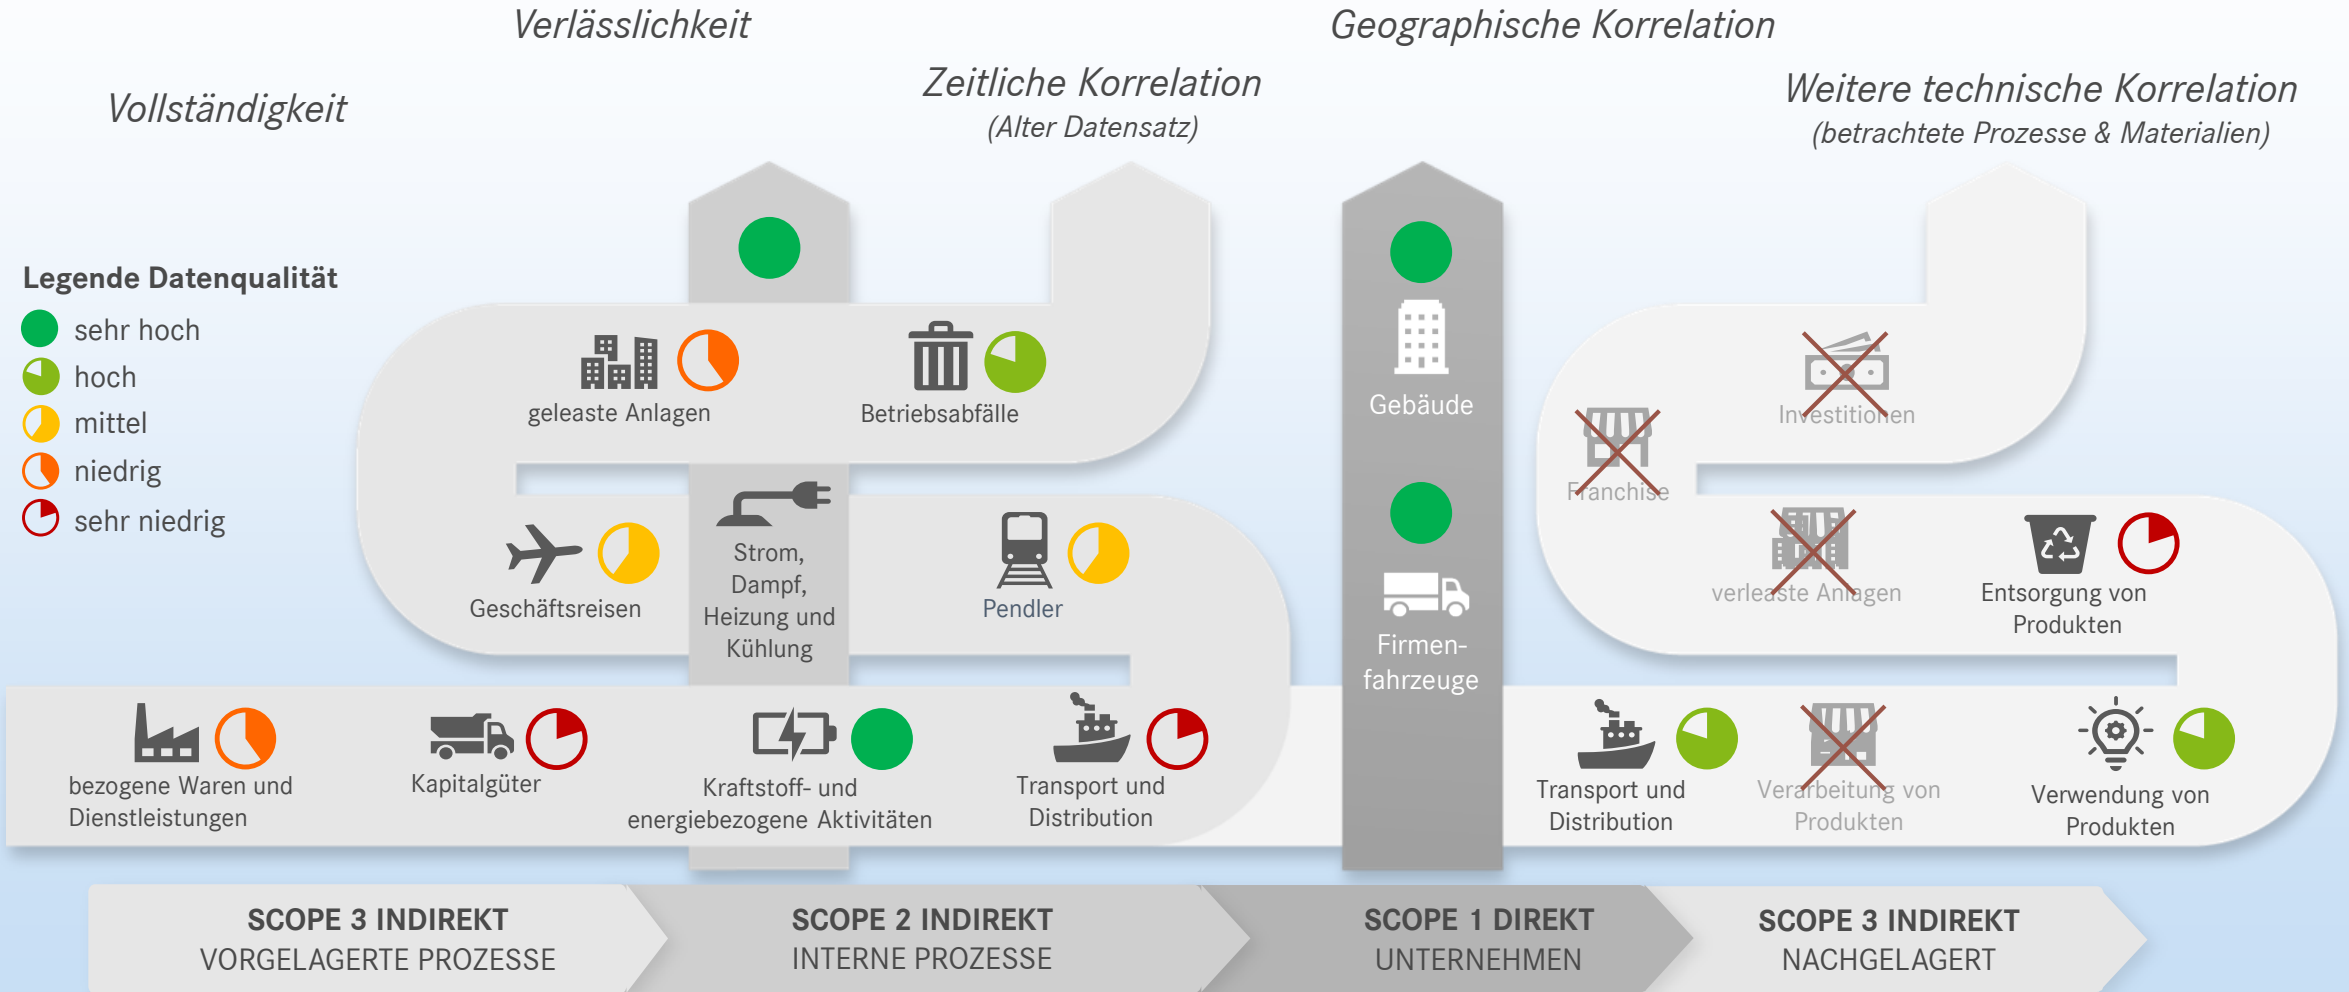 Verlässlichkeit
Geographische Korrelation
Vollständigkeit
Zeitliche Korrelation
(Alter Datensatz)
Weitere technische Korrelation
(betrachtete Prozesse & Materialien)
Legende Datenqualität
sehr hoch
hoch
mittel
niedrig
sehr niedrig
geleaste Anlagen
Betriebsabfälle
Geschäftsreisen
Strom,
Dampf,
Heizung und
Kühlung
Pendler
bezogene Waren und
Dienstleistungen
Kapitalgüter
Kraftstoff- und
energiebezogene Aktivitäten
Transport und
Distribution
Gebäude
Firmen-
fahrzeuge
Investitionen
Franchise
verleaste Anlagen
Entsorgung von
Produkten
Transport und
Distribution
Verarbeitung von
Produkten
Verwendung von
Produkten
SCOPE 3 INDIREKT
VORGELAGERTE PROZESSE
SCOPE 2 INDIREKT
INTERNE PROZESSE
SCOPE 1 DIREKT
UNTERNEHMEN
SCOPE 3 INDIREKT
NACHGELAGERT